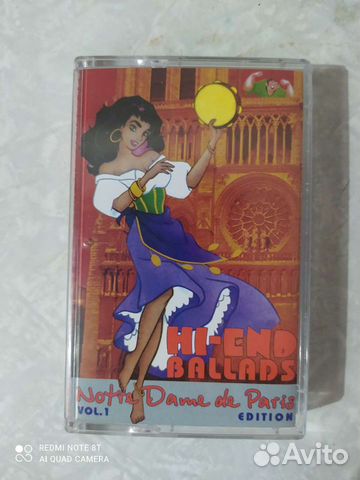 HI-END
BALLADS
Notre Dame de Paris
VOL.1 EDITION
REDMI NOTE 8T
AI QUAD CAMERA
Avito